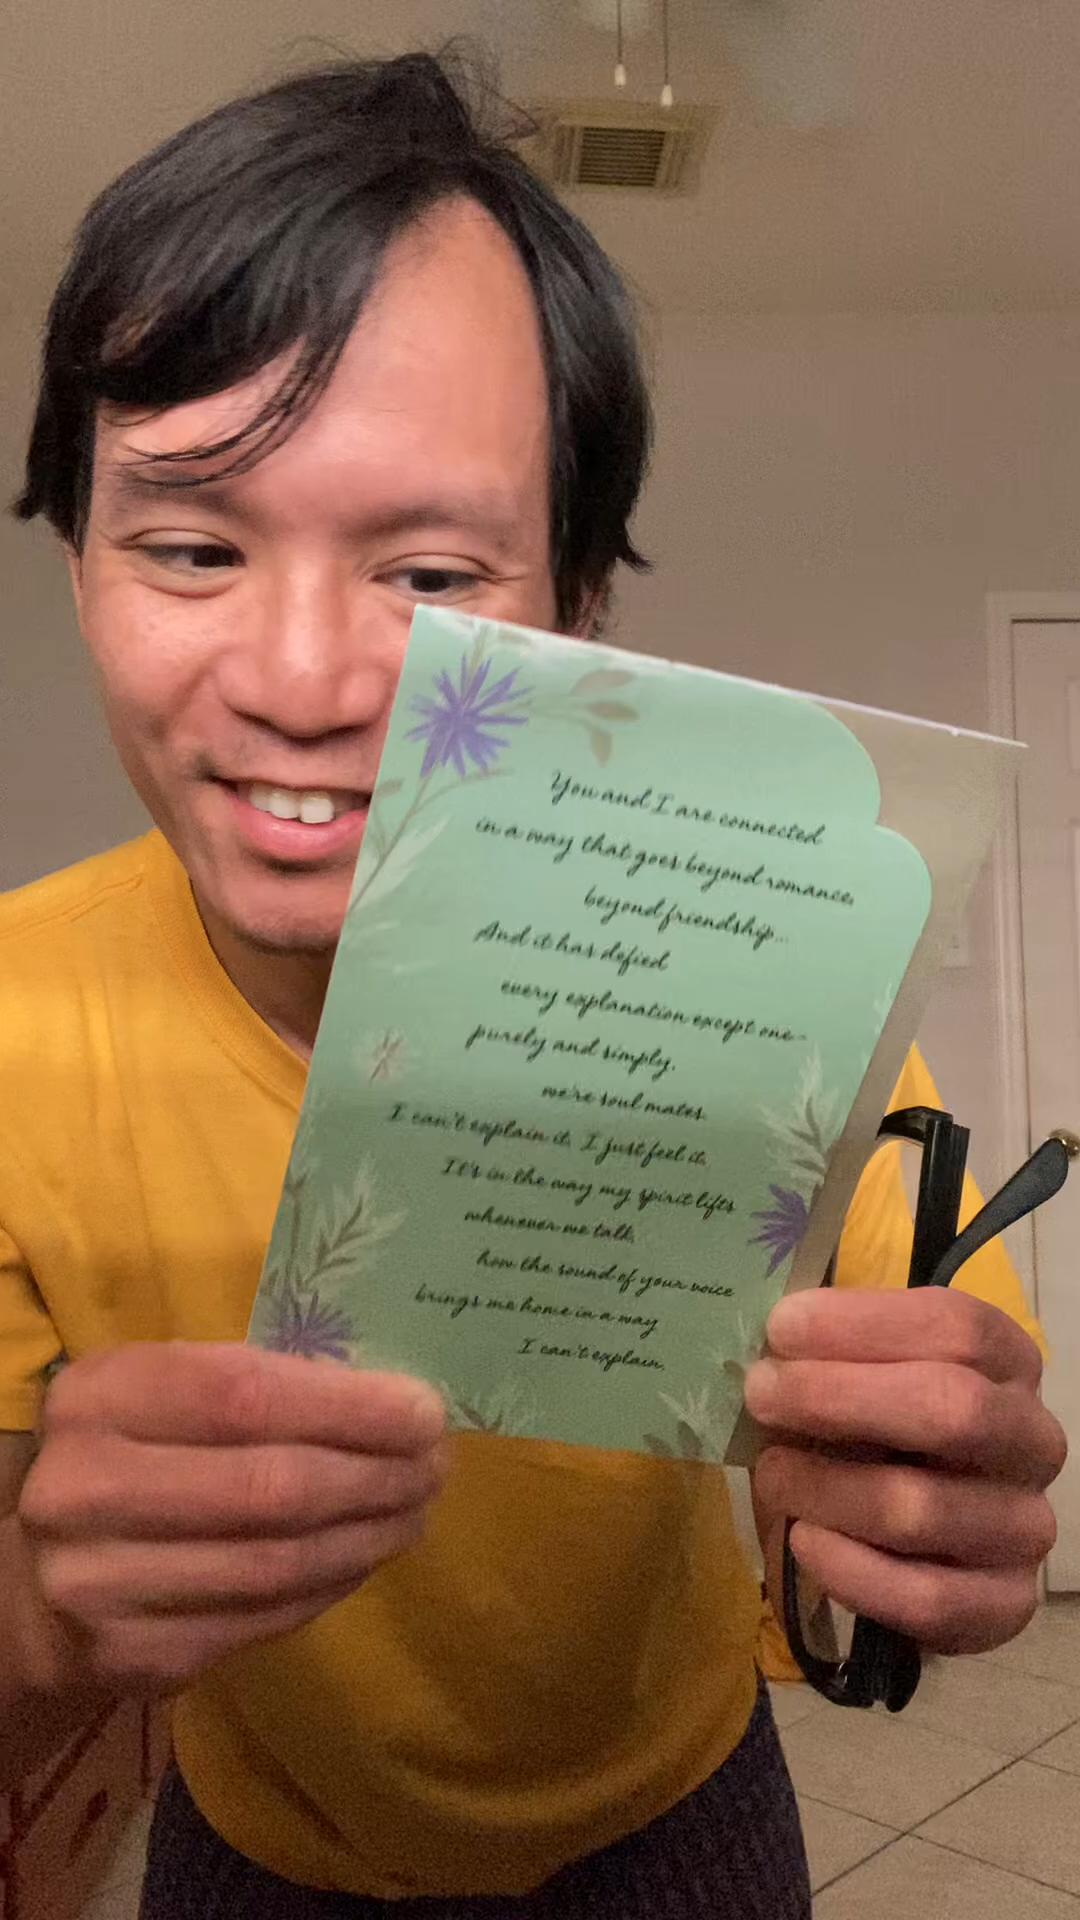 You and I are connected
in a way that goes beyond romance,
beyond friendship...
And it has defied
every explanation except one-
purely and simply,
we're soul mates.
I can't explain it. I just feel it.
It's in the way my spirit lifts
whenever we talk,
how the sound of your voice
brings me home in a way
I can't explain.